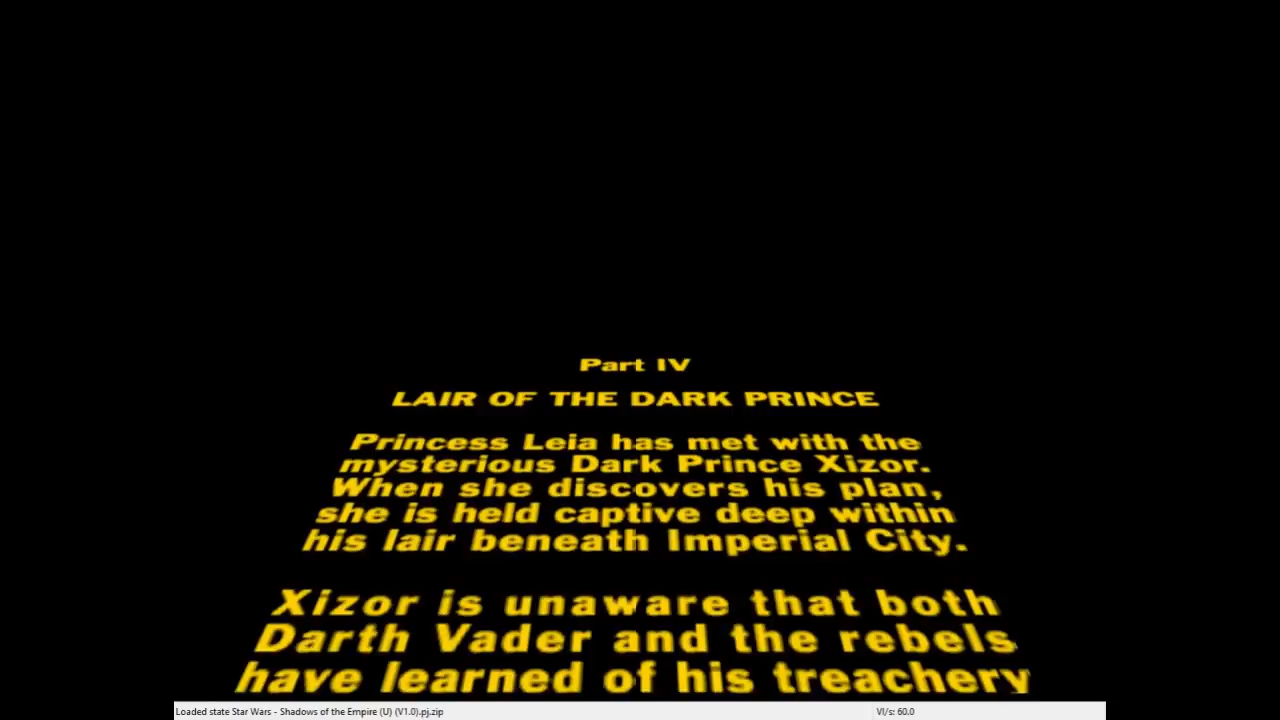 Part IV
LAIR OF THE DARK PRINCE
Princess Leia has met with the
mysterious Dark Prince Xizor.
When she discovers his plan,
she is held captive deep within
his lair beneath Imperial City.
Xizor is unaware that both
Darth Vader and the rebels
have learned of his treachery
Loaded state Star Wars - Shadows of the Empire (U) (V1.0).pj.zip
VI/s: 60.0